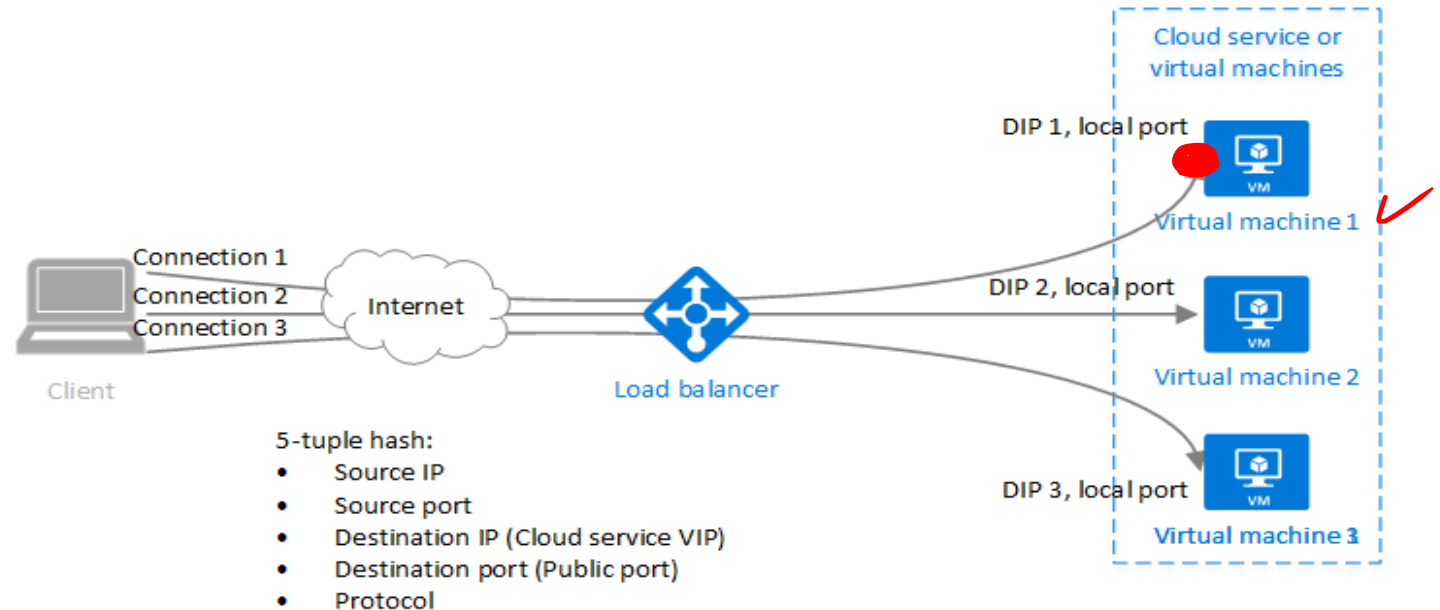 Cloud service or
virtual machines
DIP 1, local port
VM
Virtual machine 1
Connection 1
Connection 2
Connection 3
Internet
DIP 2, local port
VM
Virtual machine 2
Client
Load balancer
5-tuple hash:
• Source IP
• Source port
• Destination IP (Cloud service VIP)
• Destination port (Public port)
• Protocol
DIP 3, local port
VM
Virtual machine